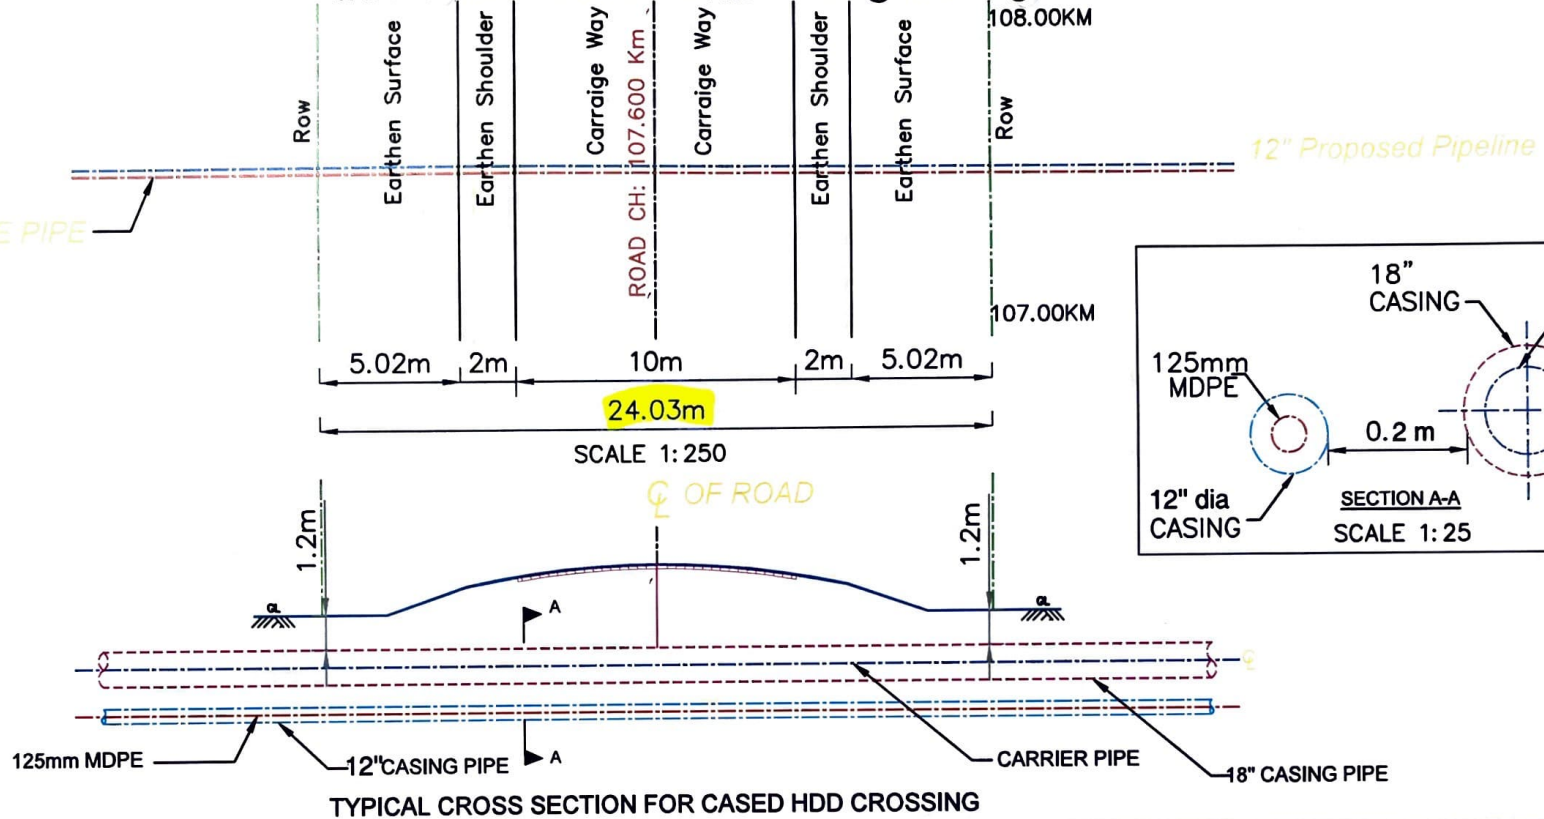 108.00KM
Row
Earthen Surface
Earthen Shoulder
Carraige Way
ROAD CH: 107.600 Km
Carraige Way
Earthen Shoulder
Earthen Surface
Row
12" Proposed Pipeline
PIPE
107.00KM
5.02m 2m 10m 2m 5.02m
24.03m
SCALE 1:250
18"
CASING
125mm
MDPE
0.2 m
12" dia
CASING
SECTION A-A
SCALE 1:25
℄ OF ROAD
1.2m
1.2m
GL
GL
A
℄
A
125mm MDPE
12"CASING PIPE
CARRIER PIPE
18" CASING PIPE
TYPICAL CROSS SECTION FOR CASED HDD CROSSING